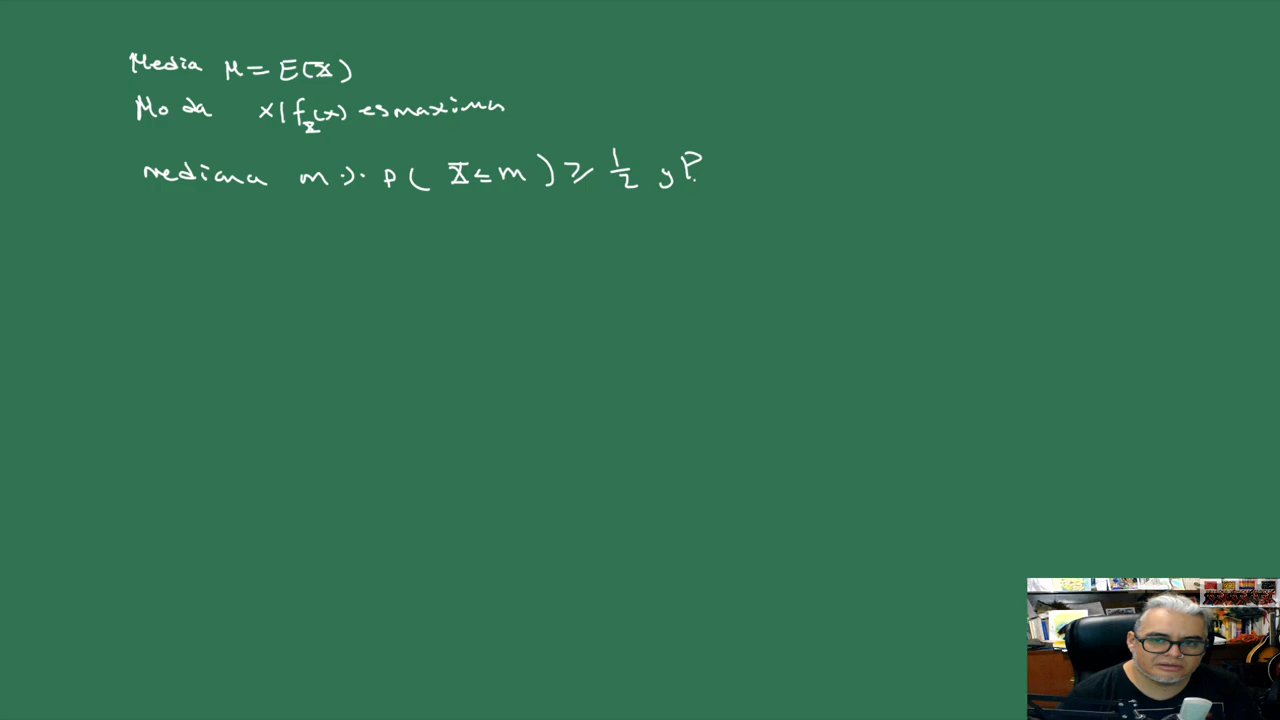 Media μ = E(X)
Moda x | f_X(x) es maxima
mediana m ∴ P( X ≤ m ) ≥ 1/2 y P